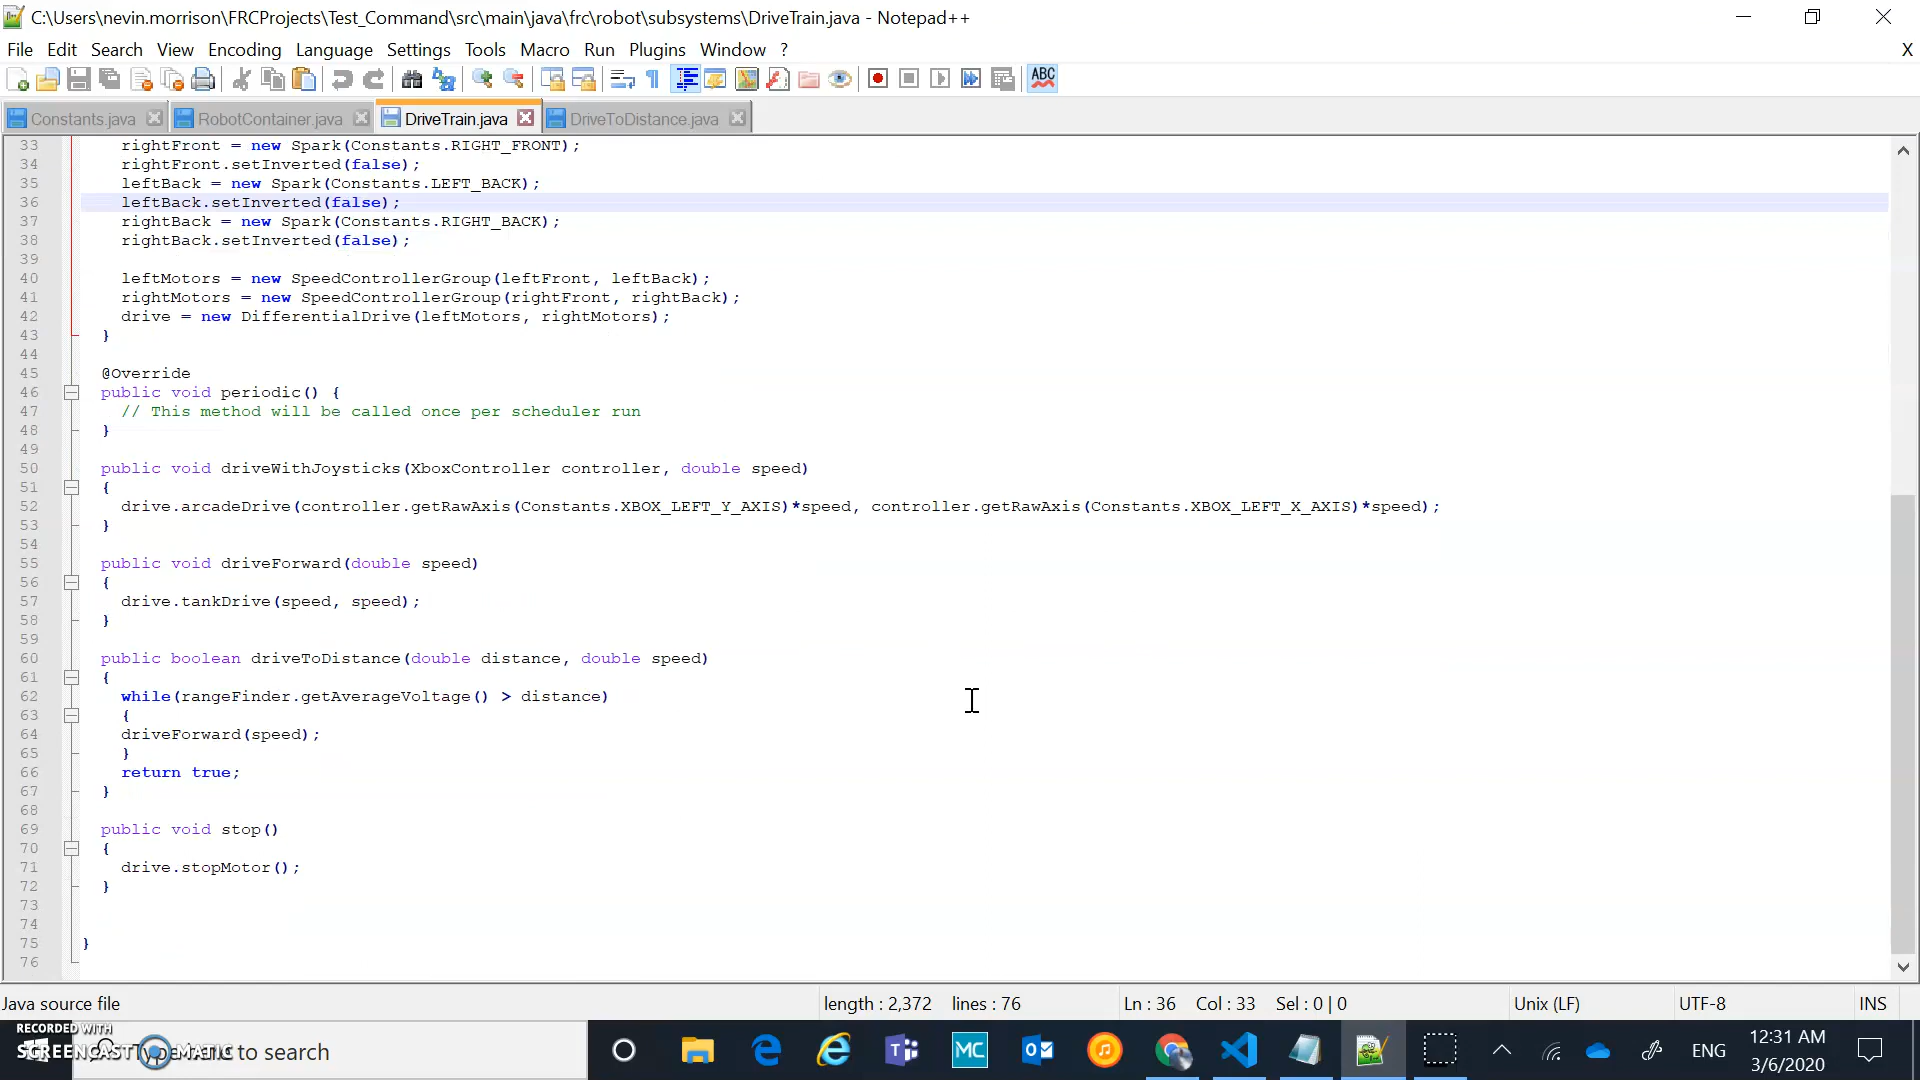 C:\Users\nevin.morrison\FRCProjects\Test_Command\src\main\java\frc\robot\subsystems\DriveTrain.java - Notepad++
File Edit Search View Encoding Language Settings Tools Macro Run Plugins Window ? X
ABC
Constants.java RobotContainer.java DriveTrain.java DriveToDistance.java
33 rightFront = new Spark(Constants.RIGHT_FRONT);
34 rightFront.setInverted(false);
35 leftBack = new Spark(Constants.LEFT_BACK);
36 leftBack.setInverted(false);
37 rightBack = new Spark(Constants.RIGHT_BACK);
38 rightBack.setInverted(false);
39
40 leftMotors = new SpeedControllerGroup(leftFront, leftBack);
41 rightMotors = new SpeedControllerGroup(rightFront, rightBack);
42 drive = new DifferentialDrive(leftMotors, rightMotors);
43 }
44
45 @Override
46 public void periodic() {
47 // This method will be called once per scheduler run
48 }
49
50 public void driveWithJoysticks(XboxController controller, double speed)
51 {
52 drive.arcadeDrive(controller.getRawAxis(Constants.XBOX_LEFT_Y_AXIS)*speed, controller.getRawAxis(Constants.XBOX_LEFT_X_AXIS)*speed);
53 }
54
55 public void driveForward(double speed)
56 {
57 drive.tankDrive(speed, speed);
58 }
59
60 public boolean driveToDistance(double distance, double speed)
61 {
62 while(rangeFinder.getAverageVoltage() > distance)
63 {
64 driveForward(speed);
65 }
66 return true;
67 }
68
69 public void stop()
70 {
71 drive.stopMotor();
72 }
73
74
75 }
76
Java source file length : 2,372 lines : 76 Ln : 36 Col : 33 Sel : 0 | 0 Unix (LF) UTF-8 INS
RECORDED WITH
SCREENCAST MATIC
Type here to search
MC
ENG
12:31 AM
3/6/2020